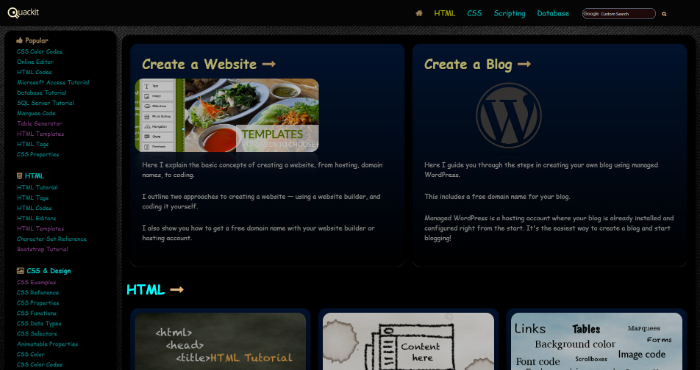 Quackit
HTML
CSS
Scripting
Database
Google Custom Search
Popular
CSS Color Codes
Online Editor
HTML Codes
Microsoft Access Tutorial
Database Tutorial
SQL Server Tutorial
Marquee Code
Table Generator
HTML Templates
HTML Tags
CSS Properties
HTML
HTML Tutorial
HTML Tags
HTML Codes
HTML Editors
HTML Templates
Character Set Reference
Bootstrap Tutorial
CSS & Design
CSS Examples
CSS Reference
CSS Properties
CSS Functions
CSS Data Types
CSS Selectors
Animatable Properties
CSS Color
CSS Color Codes
Create a Website →
TEMPLATES
Here I explain the basic concepts of creating a website, from hosting, domain
names, to coding.
I outline two approaches to creating a website — using a website builder, and
coding it yourself.
I also show you how to get a free domain name with your website builder or
hosting account.
Create a Blog →
Here I guide you through the steps in creating your own blog using managed
WordPress.
This includes a free domain name for your blog.
Managed WordPress is a hosting account where your blog is already installed and
configured right from the start. It's the easiest way to create a blog and start
blogging!
HTML →
<html>
<head>
<title>HTML Tutorial
Content
here
Links
Tables
Marquees
Background color
Forms
Scrollboxes
Image code
Font code